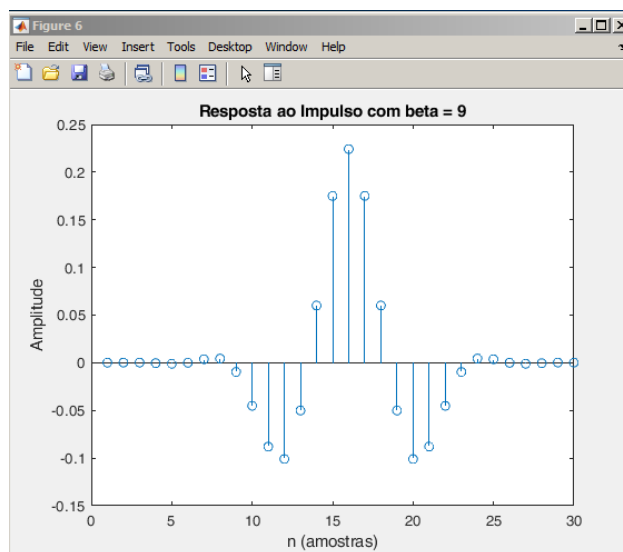 Figure 6
File Edit View Insert Tools Desktop Window Help
Resposta ao Impulso com beta = 9
0.25
0.2
0.15
0.1
0.05
0
-0.05
-0.1
-0.15
Amplitude
0 5 10 15 20 25 30
n (amostras)